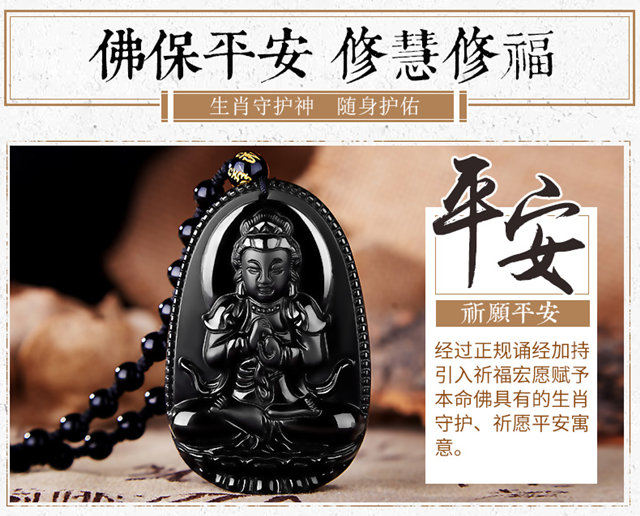 佛保平安 修慧修福
生肖守护神 随身护佑
平安
祈願平安
经过正规诵经加持
引入祈福宏愿赋予
本命佛具有的生肖
守护、祈愿平安寓
意。